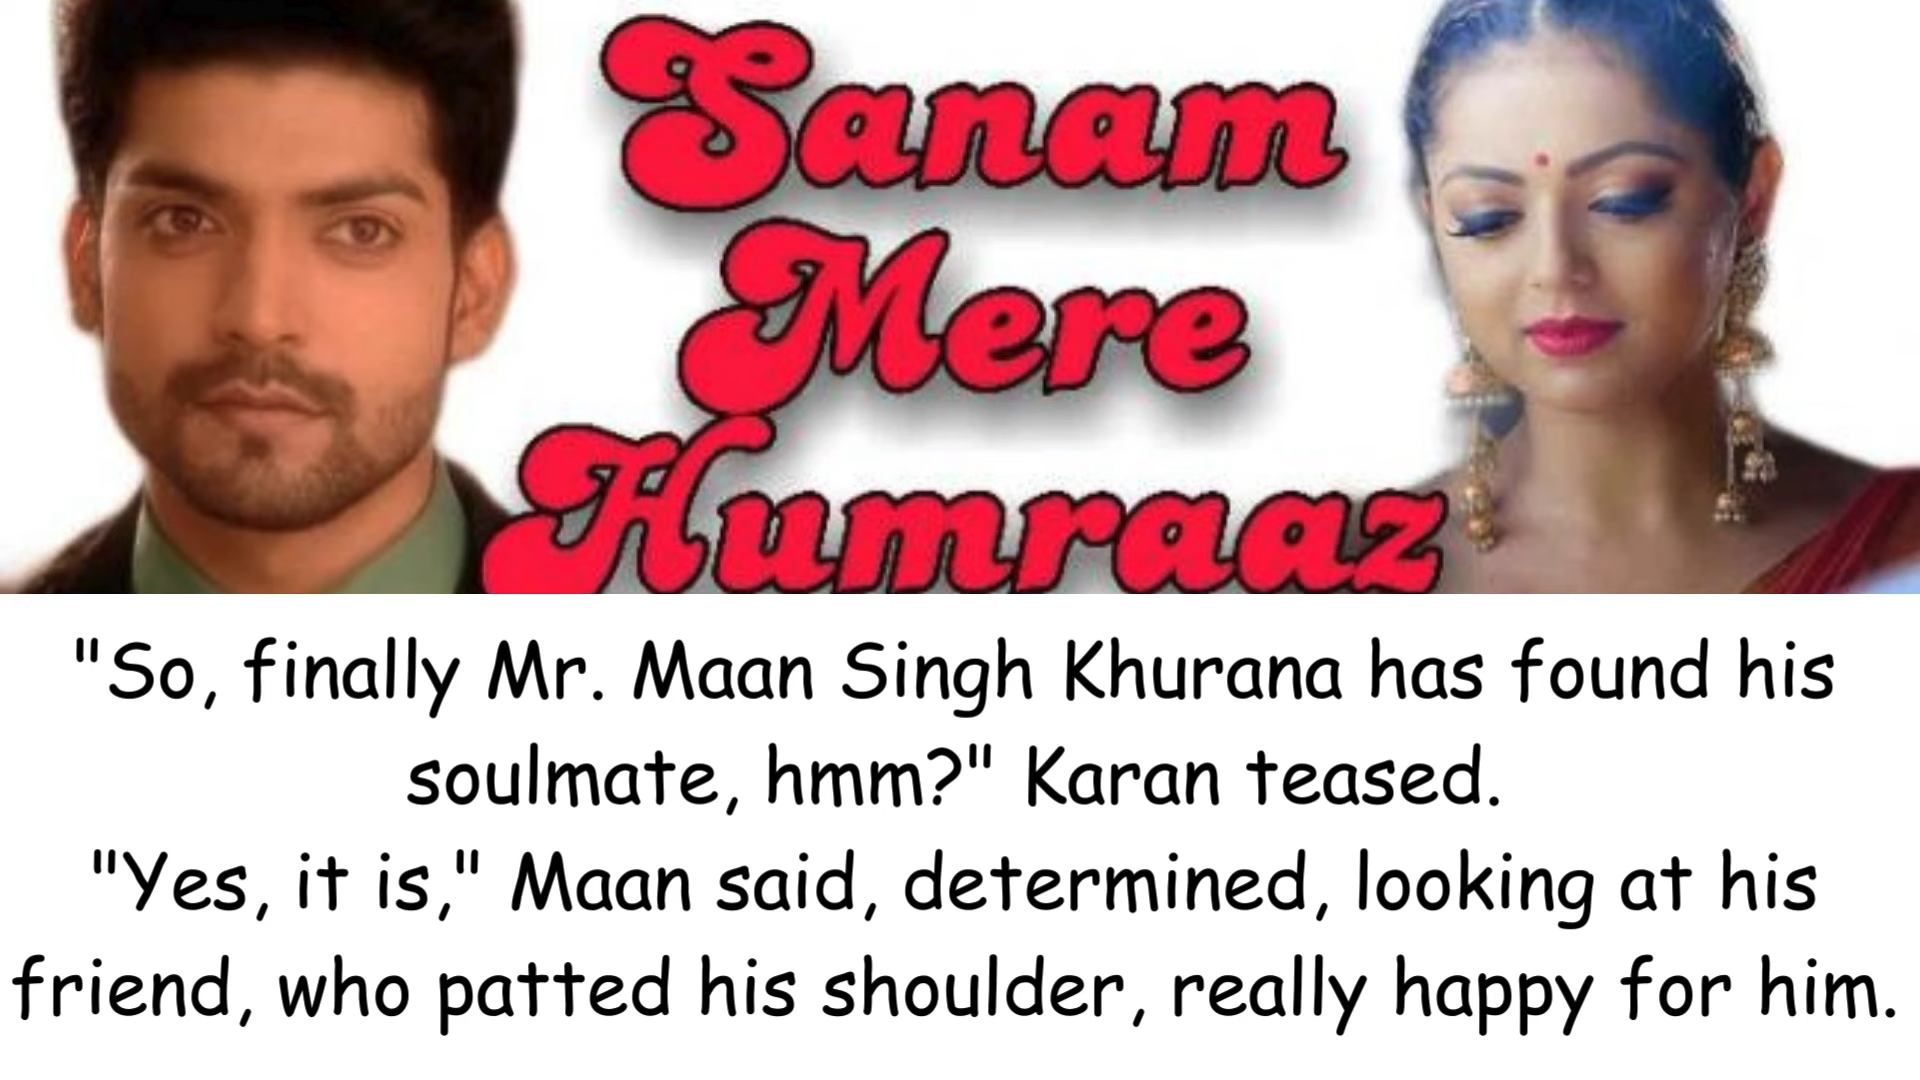 Sanam
Mere
Humraaz
"So, finally Mr. Maan Singh Khurana has found his
soulmate, hmm?" Karan teased.
"Yes, it is," Maan said, determined, looking at his
friend, who patted his shoulder, really happy for him.